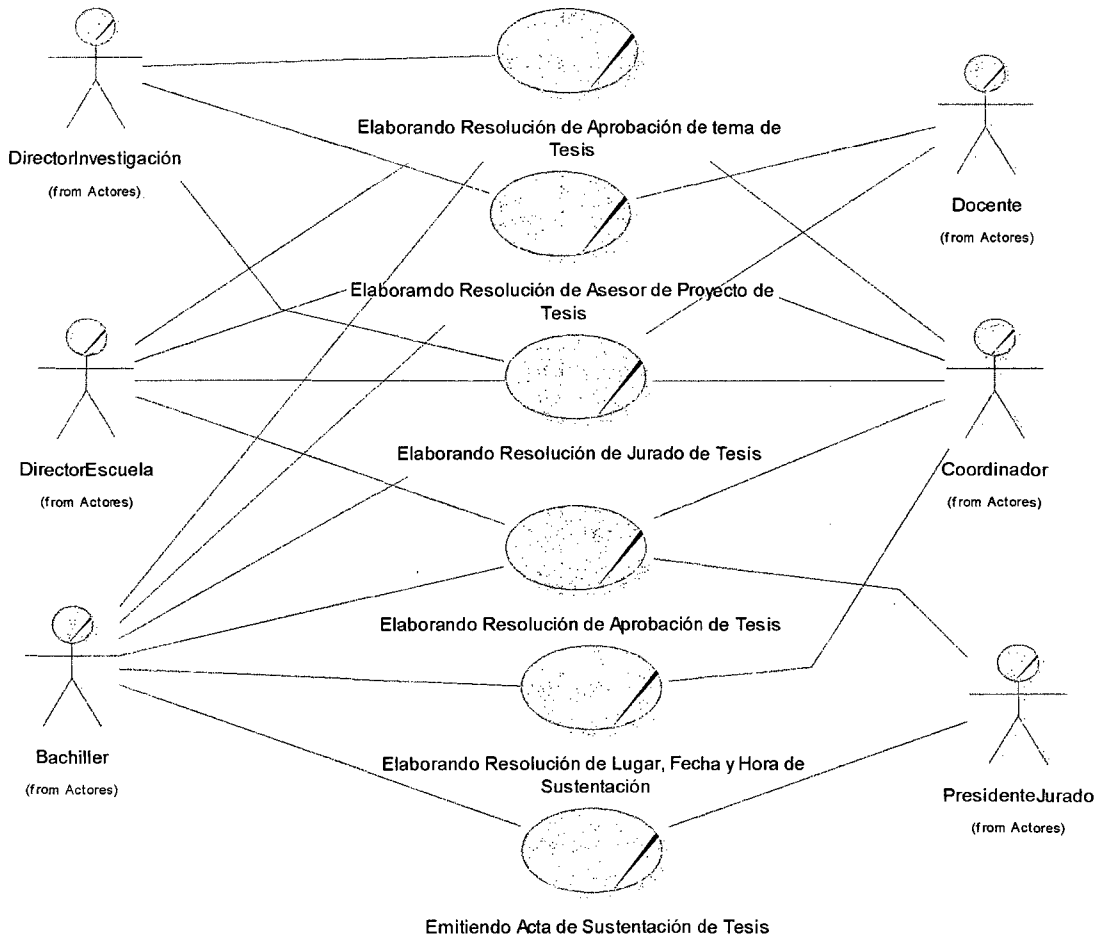 Elaborando Resolución de Aprobación de tema de
Tesis
DirectorInvestigación
(from Actores)
Docente
(from Actores)
Elaboramdo Resolución de Asesor de Proyecto de
Tesis
DirectorEscuela
(from Actores)
Elaborando Resolución de Jurado de Tesis
Coordinador
(from Actores)
Elaborando Resolución de Aprobación de Tesis
Bachiller
(from Actores)
Elaborando Resolución de Lugar, Fecha y Hora de
Sustentación
PresidenteJurado
(from Actores)
Emitiendo Acta de Sustentación de Tesis